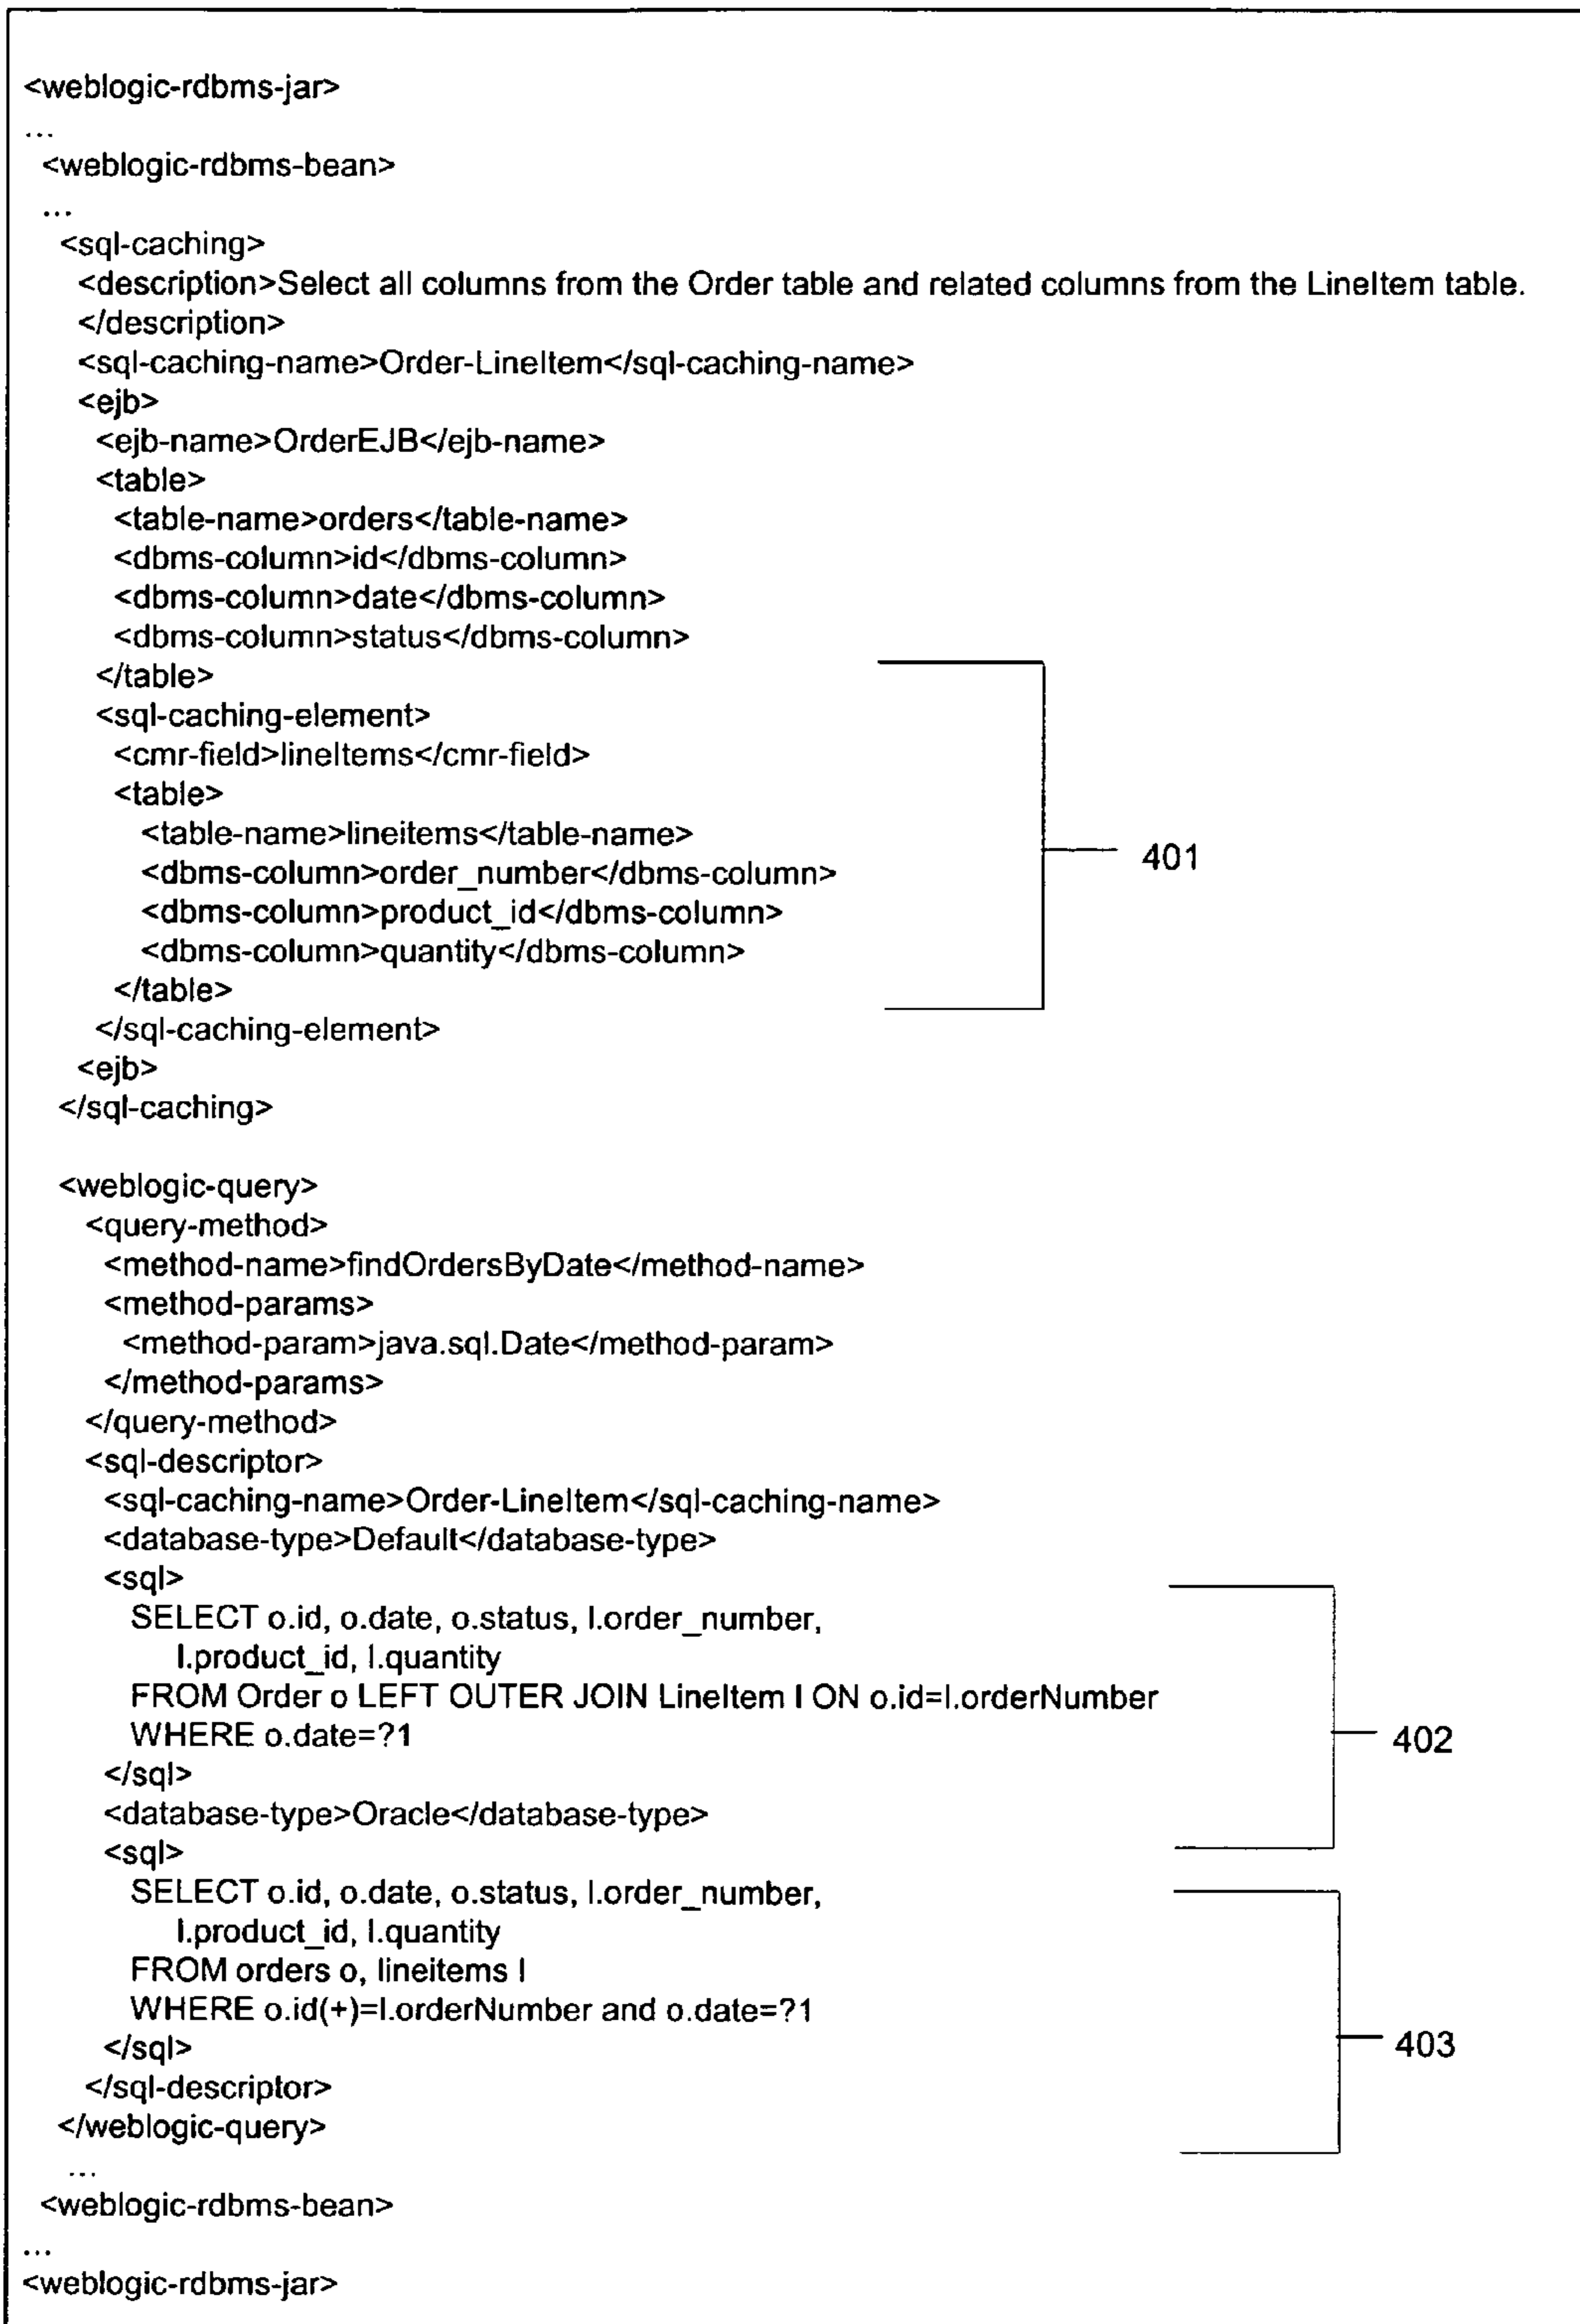 <weblogic-rdbms-jar>
...
<weblogic-rdbms-bean>
...
<sql-caching>
<description>Select all columns from the Order table and related columns from the LineItem table.
</description>
<sql-caching-name>Order-LineItem</sql-caching-name>
<ejb>
<ejb-name>OrderEJB</ejb-name>
<table>
<table-name>orders</table-name>
<dbms-column>id</dbms-column>
<dbms-column>date</dbms-column>
<dbms-column>status</dbms-column>
</table>
<sql-caching-element>
<cmr-field>lineItems</cmr-field>
<table>
<table-name>lineitems</table-name>
401
<dbms-column>order_number</dbms-column>
<dbms-column>product_id</dbms-column>
<dbms-column>quantity</dbms-column>
</table>
</sql-caching-element>
<ejb>
</sql-caching>
<weblogic-query>
<query-method>
<method-name>findOrdersByDate</method-name>
<method-params>
<method-param>java.sql.Date</method-param>
</method-params>
</query-method>
<sql-descriptor>
<sql-caching-name>Order-LineItem</sql-caching-name>
<database-type>Default</database-type>
<sql>
SELECT o.id, o.date, o.status, l.order_number,
l.product_id, l.quantity
FROM Order o LEFT OUTER JOIN LineItem l ON o.id=l.orderNumber
WHERE o.date=?1
402
</sql>
<database-type>Oracle</database-type>
<sql>
SELECT o.id, o.date, o.status, l.order_number,
l.product_id, l.quantity
FROM orders o, lineitems l
WHERE o.id(+)=l.orderNumber and o.date=?1
</sql>
403
</sql-descriptor>
</weblogic-query>
...
<weblogic-rdbms-bean>
...
<weblogic-rdbms-jar>